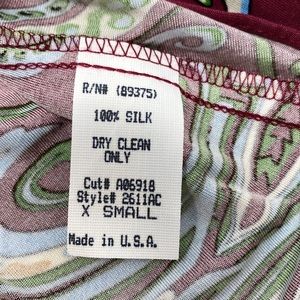 R/N# (89375)
100% SILK
DRY CLEAN
ONLY
Cut# A06918
Style# 2611AC
X SMALL
Made in U.S.A.